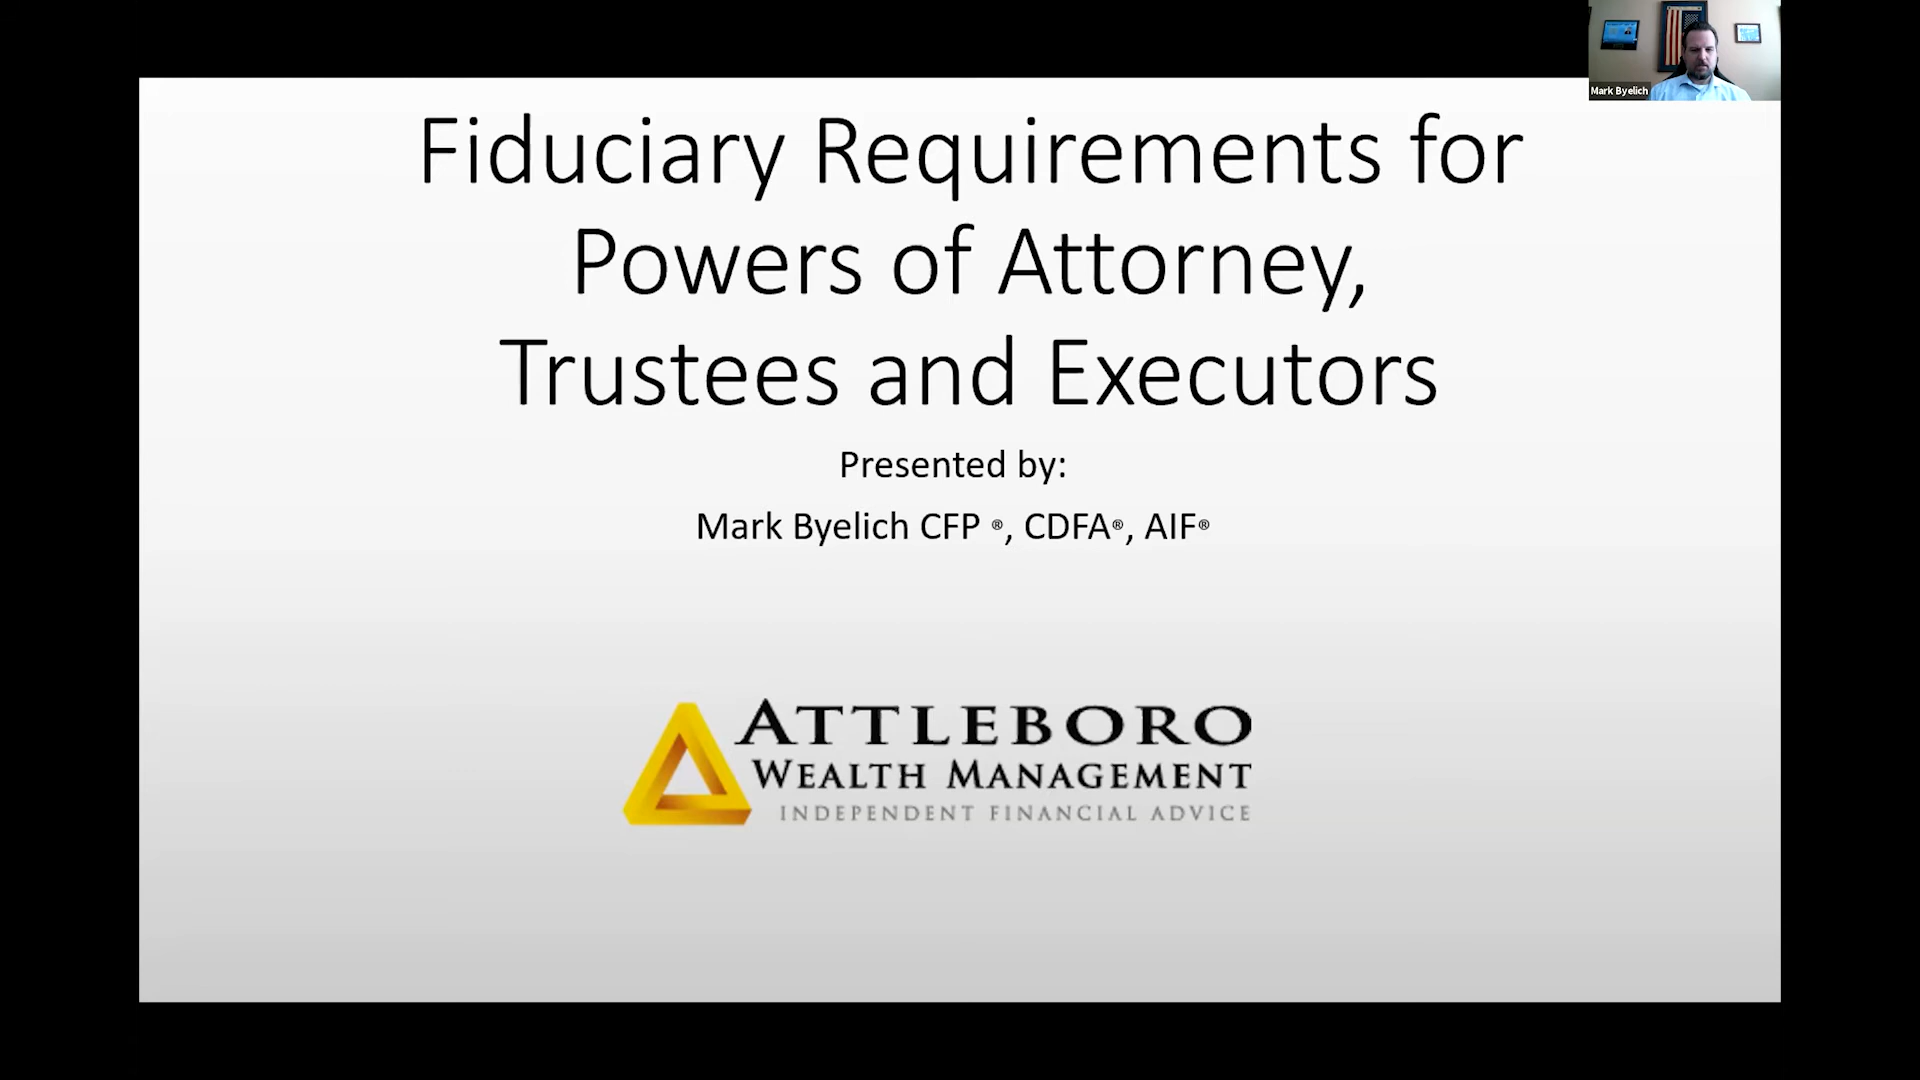 Mark Byelich
Fiduciary Requirements for
Powers of Attorney,
Trustees and Executors
Presented by:
Mark Byelich CFP ®, CDFA®, AIF®
ATTLEBORO
WEALTH MANAGEMENT
INDEPENDENT FINANCIAL ADVICE